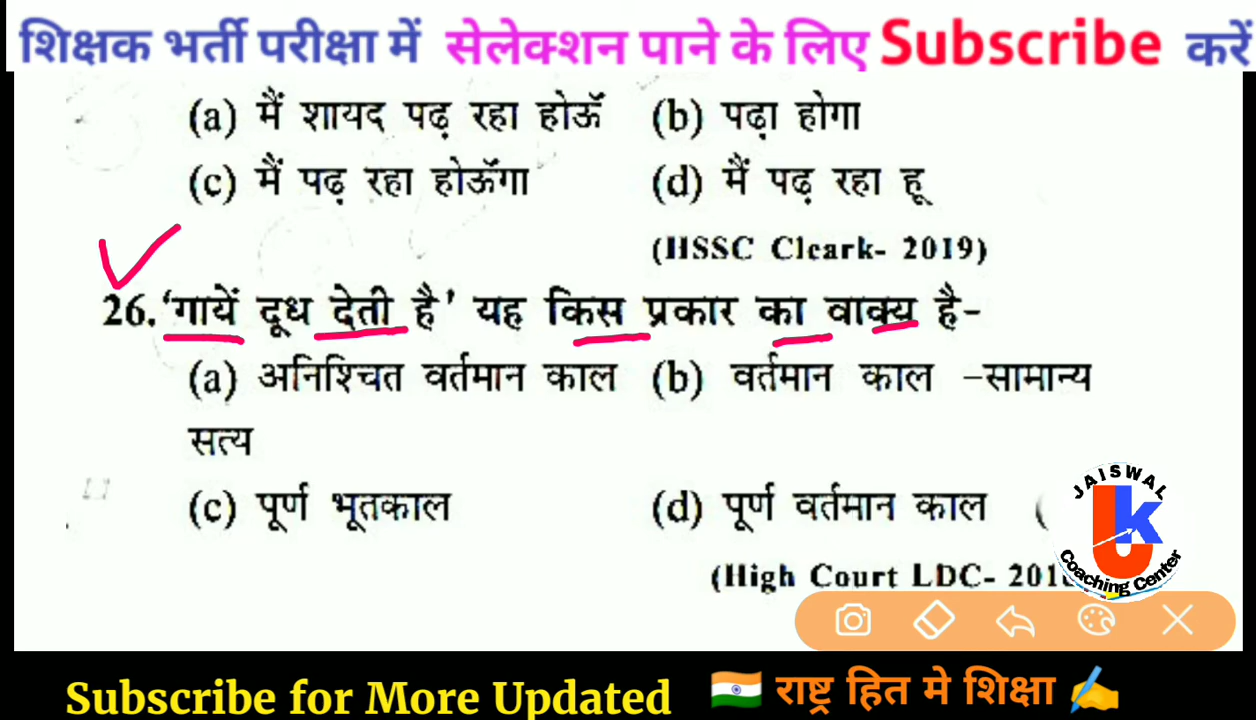 शिक्षक भर्ती परीक्षा में सेलेक्शन पाने के लिए Subscribe करें
(a) मैं शायद पढ़ रहा होऊॅं (b) पढ़ा होगा
(c) मैं पढ़ रहा होऊॅंगा (d) मैं पढ़ रहा हू
(HSSC Cleark- 2019)
26. ‘गायें दूध देती है’ यह किस प्रकार का वाक्य है-
(a) अनिश्चित वर्तमान काल (b) वर्तमान काल -सामान्य
सत्य
(c) पूर्ण भूतकाल (d) पूर्ण वर्तमान काल (
(High Court LDC-
JAISWAL
UK
Coaching Center
Subscribe for More Updated राष्ट्र हित मे शिक्षा